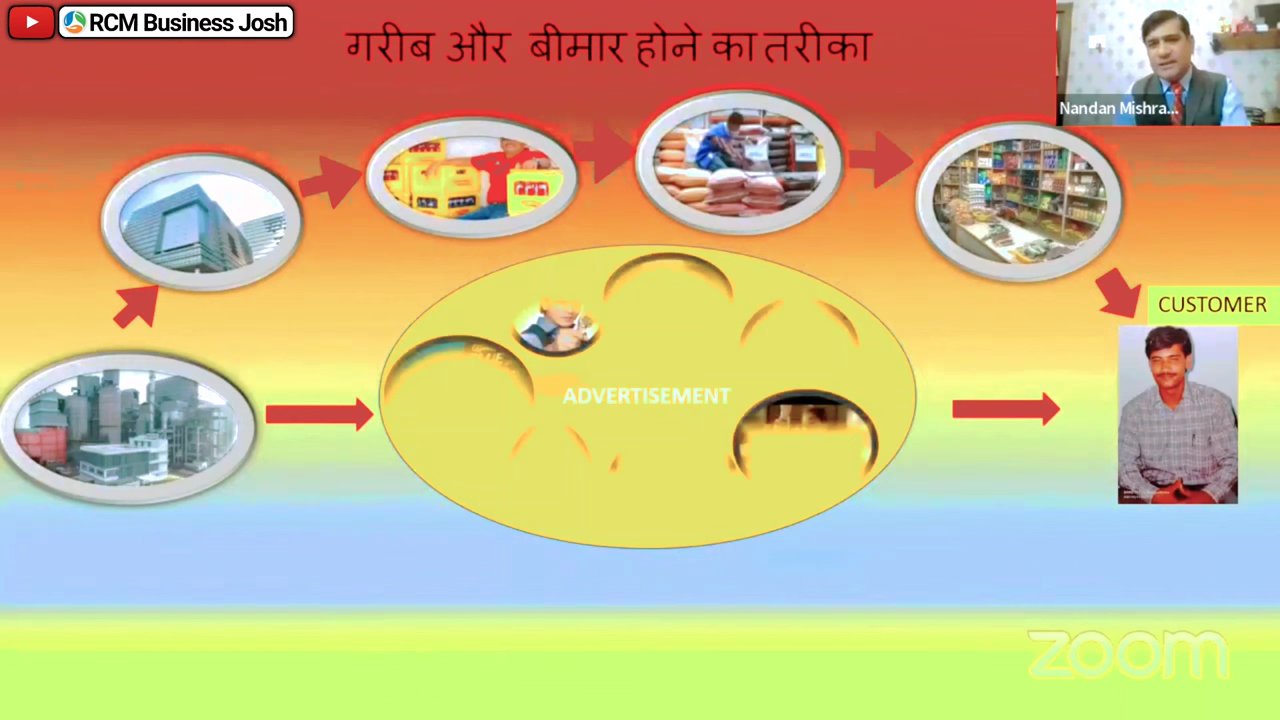 RCM Business Josh
गरीब और बीमार होने का तरीका
Nandan Mishra...
CUSTOMER
ADVERTISEMENT
zoom